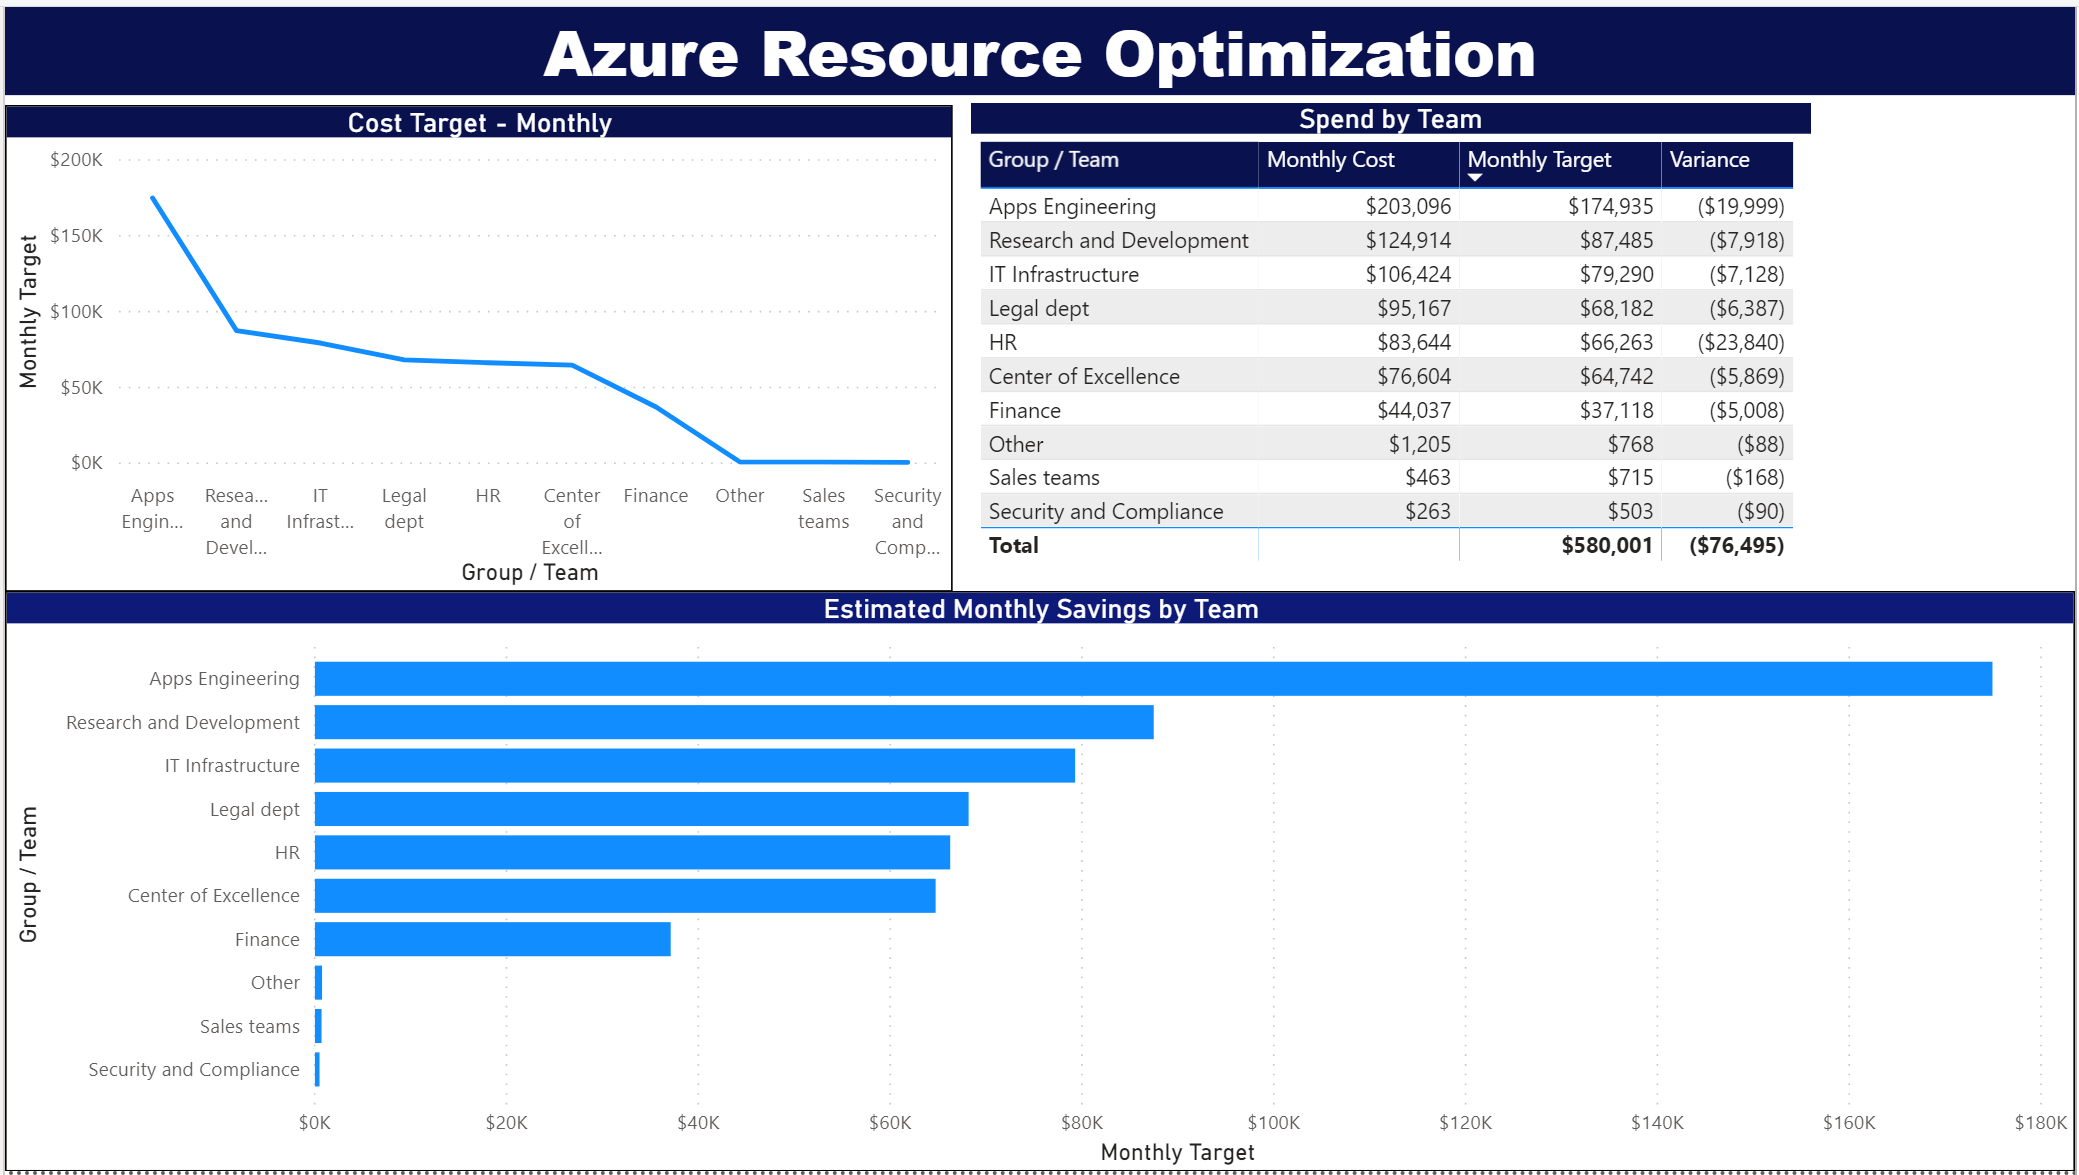 Azure Resource Optimization
Cost Target - Monthly
$200K
$150K
$100K
$50K
$0K
Monthly Target
Apps Engin...
Resea... and Devel...
IT Infrast...
Legal dept
HR
Center of Excell...
Finance
Other
Sales teams
Security and Comp...
Group / Team
Spend by Team
Group / Team Monthly Cost Monthly Target Variance
Apps Engineering $203,096 $174,935 ($19,999)
Research and Development $124,914 $87,485 ($7,918)
IT Infrastructure $106,424 $79,290 ($7,128)
Legal dept $95,167 $68,182 ($6,387)
HR $83,644 $66,263 ($23,840)
Center of Excellence $76,604 $64,742 ($5,869)
Finance $44,037 $37,118 ($5,008)
Other $1,205 $768 ($88)
Sales teams $463 $715 ($168)
Security and Compliance $263 $503 ($90)
Total $580,001 ($76,495)
Estimated Monthly Savings by Team
Group / Team
Apps Engineering
Research and Development
IT Infrastructure
Legal dept
HR
Center of Excellence
Finance
Other
Sales teams
Security and Compliance
$0K $20K $40K $60K $80K $100K $120K $140K $160K $180K
Monthly Target